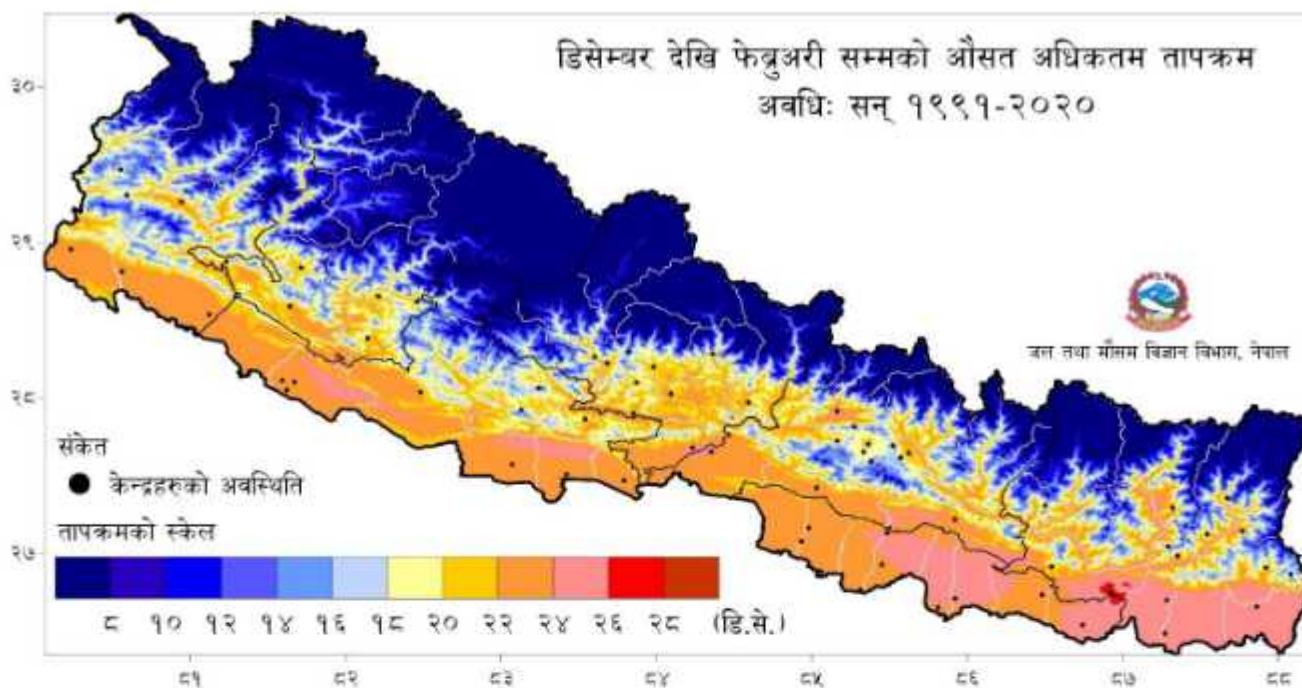 डिसेम्बर देखि फेब्रुअरी सम्मको औसत अधिकतम तापक्रम
अवधिः सन् १९९१-२०२०
३०
२९
२८
२७
जल तथा मौसम विज्ञान विभाग, नेपाल
संकेत
केन्द्रहरुको अवस्थिति
तापक्रमको स्केल
८ १० १२ १४ १६ १८ २० २२ २४ २६ २८ (डि.से.)
८१ ८२ ८३ ८४ ८५ ८६ ८७ ८८